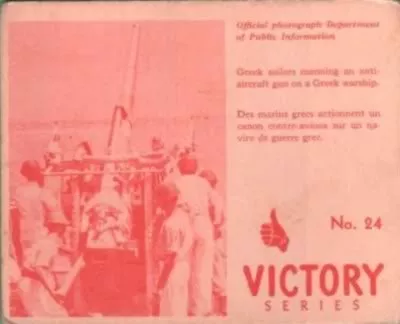 Official photograph Department
of Public Information
Greek sailors manning an anti-
aircraft gun on a Greek warship.
Des marins grecs actionnent un
canon contre-avions sur un na-
vire de guerre grec.
No. 24
VICTORY
SERIES